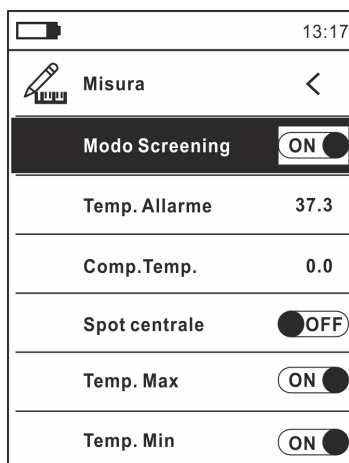 13:17
Misura <
Modo Screening ON
Temp. Allarme 37.3
Comp.Temp. 0.0
Spot centrale OFF
Temp. Max ON
Temp. Min ON